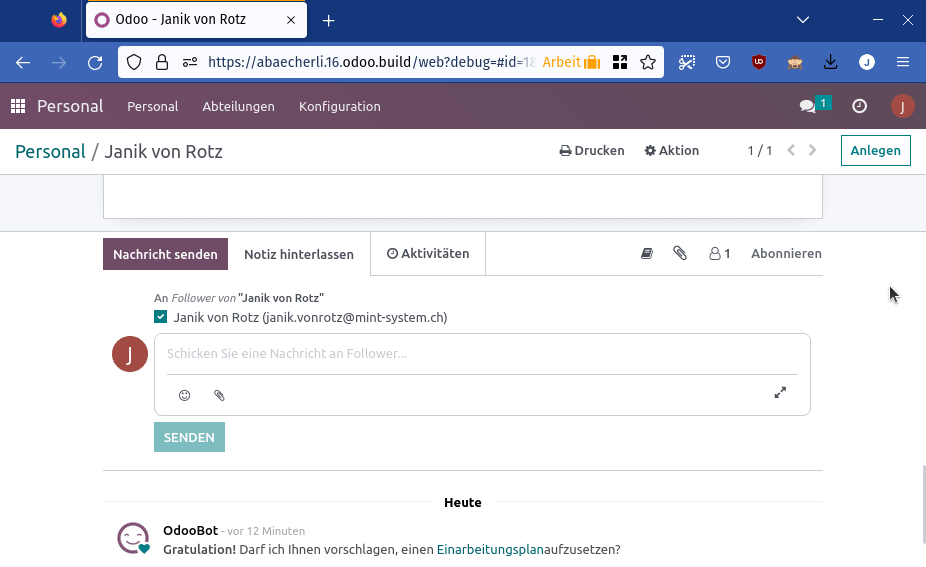 Odoo - Janik von Rotz
https://abaecherli.16.odoo.build/web?debug=#id=18 Arbeit
Personal Personal Abteilungen Konfiguration 1 J
Personal / Janik von Rotz Drucken Aktion 1 / 1 Anlegen
Nachricht senden Notiz hinterlassen Aktivitäten 1 Abonnieren
An Follower von "Janik von Rotz"
Janik von Rotz (janik.vonrotz@mint-system.ch)
J Schicken Sie eine Nachricht an Follower...
SENDEN
Heute
OdooBot - vor 12 Minuten
Gratulation! Darf ich Ihnen vorschlagen, einen Einarbeitungsplanaufzusetzen?